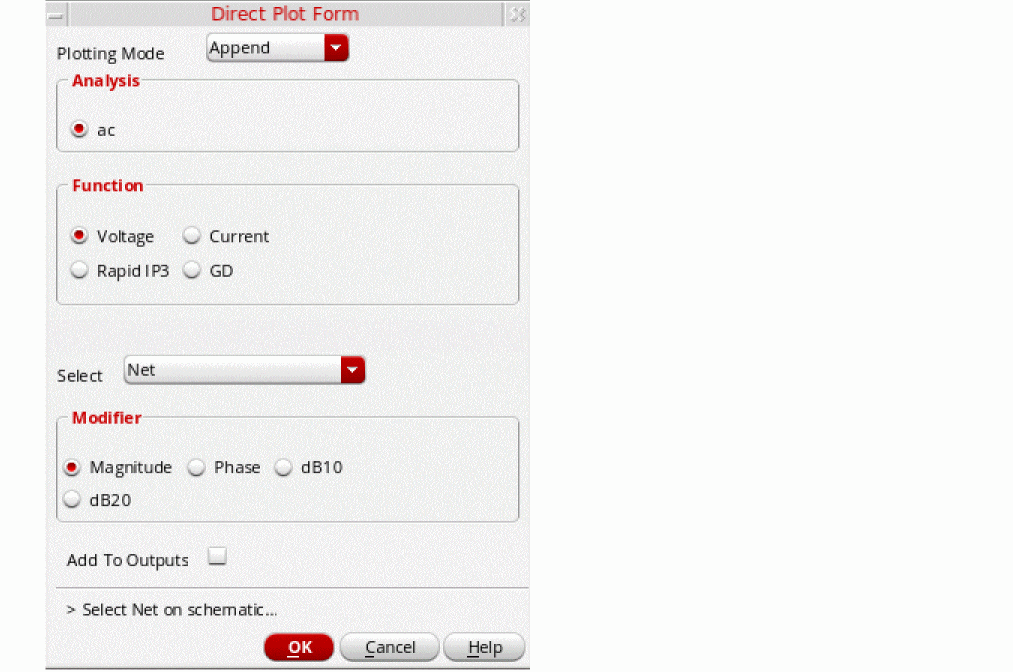 Direct Plot Form
Plotting Mode Append
Analysis
ac
Function
Voltage Current
Rapid IP3 GD
Select Net
Modifier
Magnitude Phase dB10
dB20
Add To Outputs
> Select Net on schematic...
OK Cancel Help